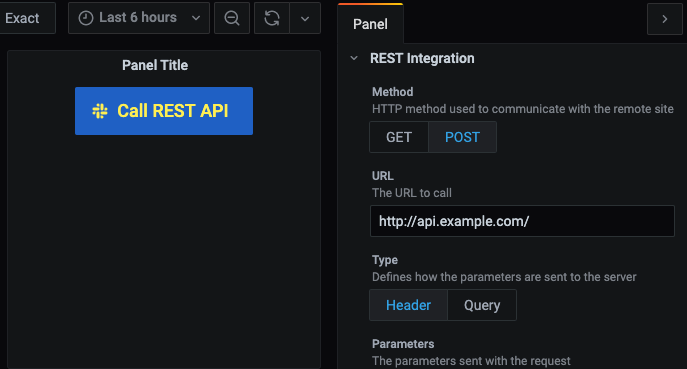 Exact
Last 6 hours
Panel Title
Call REST API
Panel
REST Integration
Method
HTTP method used to communicate with the remote site
GET
POST
URL
The URL to call
http://api.example.com/
Type
Defines how the parameters are sent to the server
Header
Query
Parameters
The parameters sent with the request